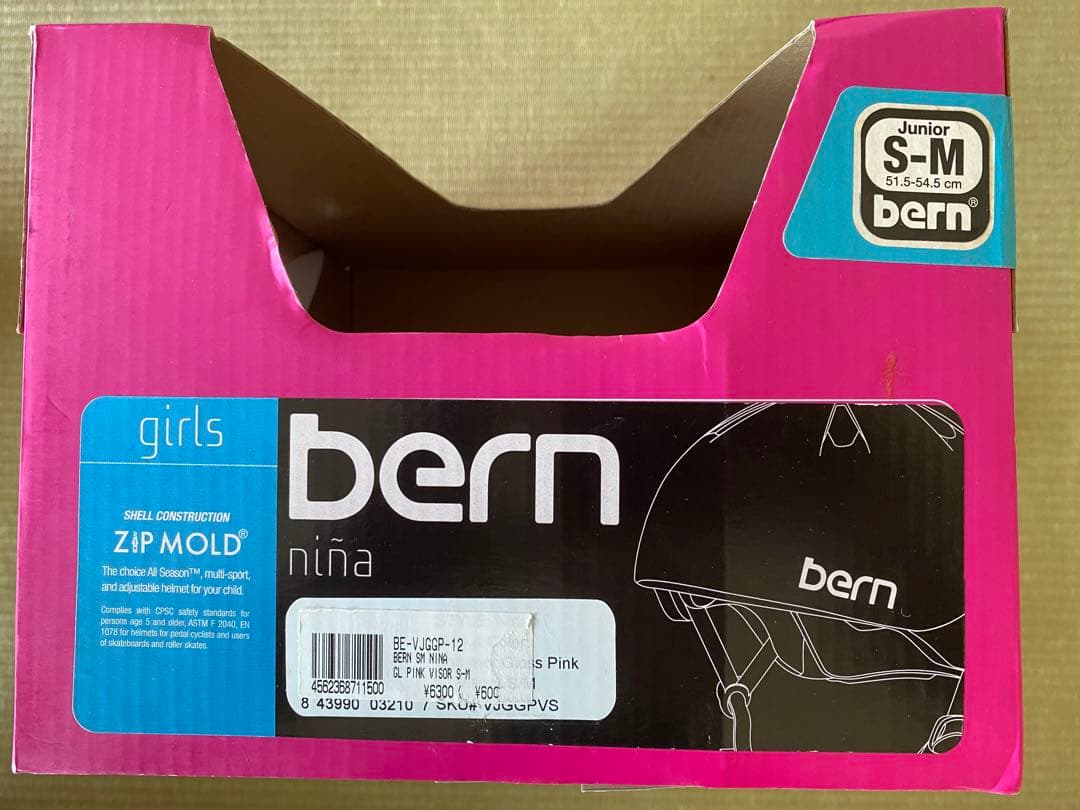 Junior
S-M
51.5-54.5 cm
bern®
girls
bern
niña
SHELL CONSTRUCTION
ZIP MOLD®
The choice All Season™, multi-sport,
and adjustable helmet for your child.
Complies with CPSC safety standards for
persons age 5 and older, ASTM F 2040, EN
1078 for helmets for pedal cyclists and users
of skateboards and roller skates.
bern
BE-VJGGP-12
BERN SM NINA
GL PINK VISOR S-M
4562368711500
¥6300
Gloss Pink
8 43990 03210 7 SKU# VJGGPVS